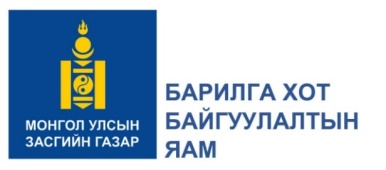 МОНГОЛ УЛСЫН
ЗАСГИЙН ГАЗАР
БАРИЛГА ХОТ
БАЙГУУЛАЛТЫН
ЯАМ